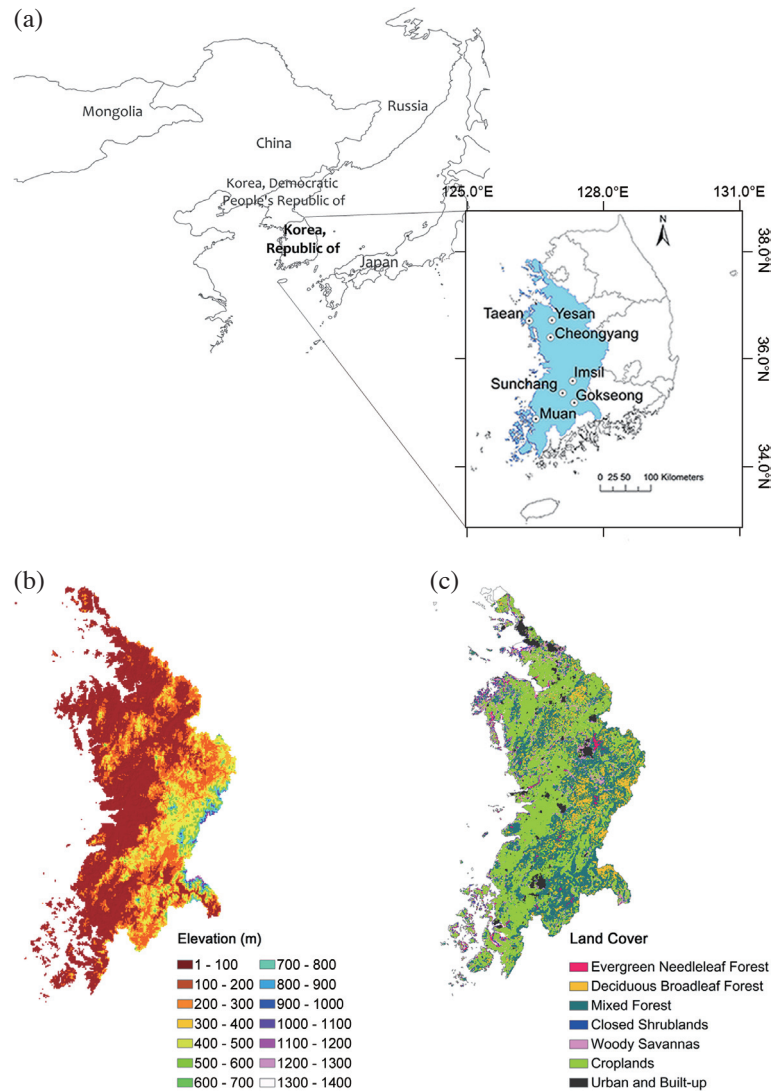 (a)
Mongolia
Russia
China
Korea, Democratic
People's Republic of
Korea,
Republic of
Japan
125.0°E
128.0°E
131.0°E
N
38.0°N
Taean
Yesan
Cheongyang
36.0°N
Imsil
Sunchang
Gokseong
Muan
0 25 50 100 Kilometers
34.0°N
(b)
(c)
Elevation (m)
1 - 100
100 - 200
200 - 300
300 - 400
400 - 500
500 - 600
600 - 700
700 - 800
800 - 900
900 - 1000
1000 - 1100
1100 - 1200
1200 - 1300
1300 - 1400
Land Cover
Evergreen Needleleaf Forest
Deciduous Broadleaf Forest
Mixed Forest
Closed Shrublands
Woody Savannas
Croplands
Urban and Built-up